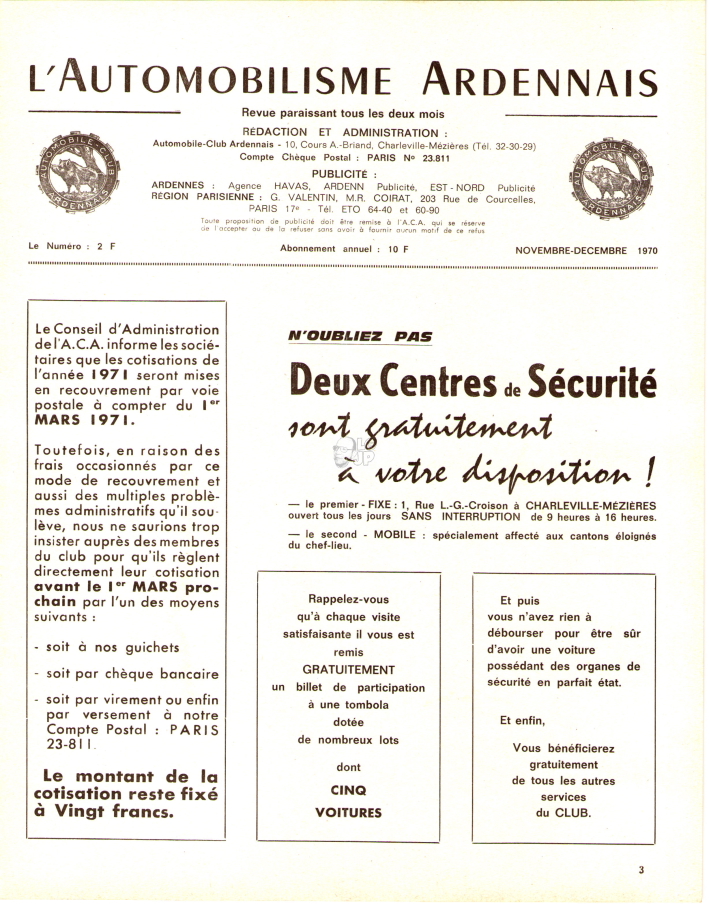 L'AUTOMOBILISME ARDENNAIS
Revue paraissant tous les deux mois
RÉDACTION ET ADMINISTRATION :
Automobile-Club Ardennais - 10, Cours A.-Briand, Charleville-Mézières (Tél. 32-30-29)
Compte Chèque Postal : PARIS No 23.811
PUBLICITÉ :
ARDENNES : Agence HAVAS, ARDENN Publicité, EST-NORD Publicité
RÉGION PARISIENNE : G. VALENTIN, M.R. COIRAT, 203 Rue de Courcelles,
PARIS 17e - Tél. ETO 64-40 et 60-90
Toute proposition de publicité doit être remise à l'A.C.A. qui se réserve
de l'accepter ou de la refuser sans avoir à fournir aucun motif de ce refus
AUTOMOBILE-CLUB
ARDENNAIS
AUTOMOBILE-CLUB
ARDENNAIS
Le Numéro : 2 F
Abonnement annuel : 10 F
NOVEMBRE-DECEMBRE 1970
Le Conseil d'Administration
de l'A.C.A. informe les socié-
taires que les cotisations de
l'année 1971 seront mises
en recouvrement par voie
postale à compter du 1er
MARS 1971.
Toutefois, en raison des
frais occasionnés par ce
mode de recouvrement et
aussi des multiples problè-
mes administratifs qu'il sou-
lève, nous ne saurions trop
insister auprès des membres
du club pour qu'ils règlent
directement leur cotisation
avant le 1er MARS pro-
chain par l'un des moyens
suivants :
- soit à nos guichets
- soit par chèque bancaire
- soit par virement ou enfin
par versement à notre
Compte Postal : PARIS
23-811.
Le montant de la
cotisation reste fixé
à Vingt francs.
N'OUBLIEZ PAS
Deux Centres de Sécurité
sont gratuitement
à votre disposition !
— le premier - FIXE : 1, Rue L.-G.-Croison à CHARLEVILLE-MÉZIÈRES
ouvert tous les jours SANS INTERRUPTION de 9 heures à 16 heures.
— le second - MOBILE : spécialement affecté aux cantons éloignés
du chef-lieu.
Rappelez-vous
qu'à chaque visite
satisfaisante il vous est
remis
GRATUITEMENT
un billet de participation
à une tombola
dotée
de nombreux lots
dont
CINQ
VOITURES
Et puis
vous n'avez rien à
débourser pour être sûr
d'avoir une voiture
possédant des organes de
sécurité en parfait état.
Et enfin,
Vous bénéficierez
gratuitement
de tous les autres
services
du CLUB.
3